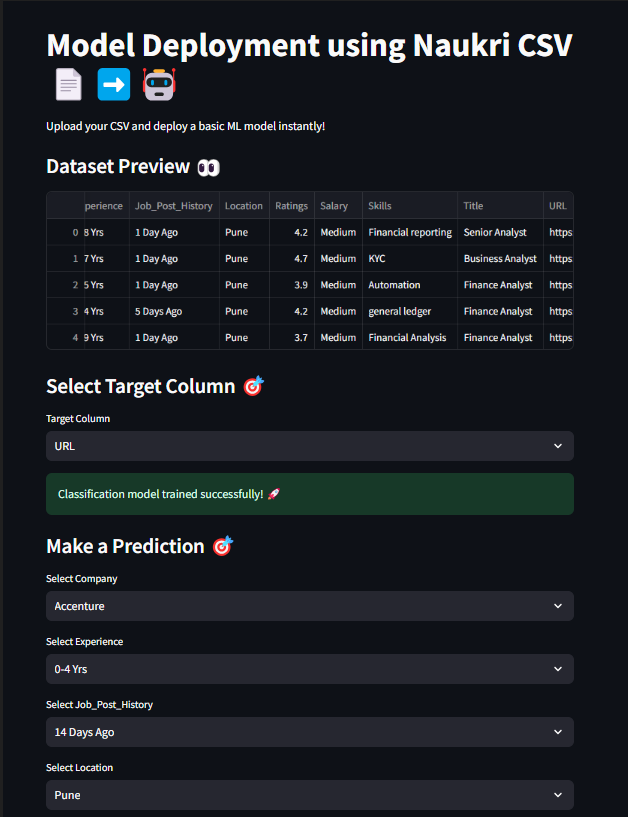 Model Deployment using Naukri CSV
Upload your CSV and deploy a basic ML model instantly!
Dataset Preview
perience Job_Post_History Location Ratings Salary Skills Title URL
0 8 Yrs 1 Day Ago Pune 4.2 Medium Financial reporting Senior Analyst https
1 7 Yrs 1 Day Ago Pune 4.7 Medium KYC Business Analyst https
2 5 Yrs 1 Day Ago Pune 3.9 Medium Automation Finance Analyst https
3 4 Yrs 5 Days Ago Pune 4.2 Medium general ledger Finance Analyst https
4 9 Yrs 1 Day Ago Pune 3.7 Medium Financial Analysis Finance Analyst https
Select Target Column
Target Column
URL
Classification model trained successfully!
Make a Prediction
Select Company
Accenture
Select Experience
0-4 Yrs
Select Job_Post_History
14 Days Ago
Select Location
Pune